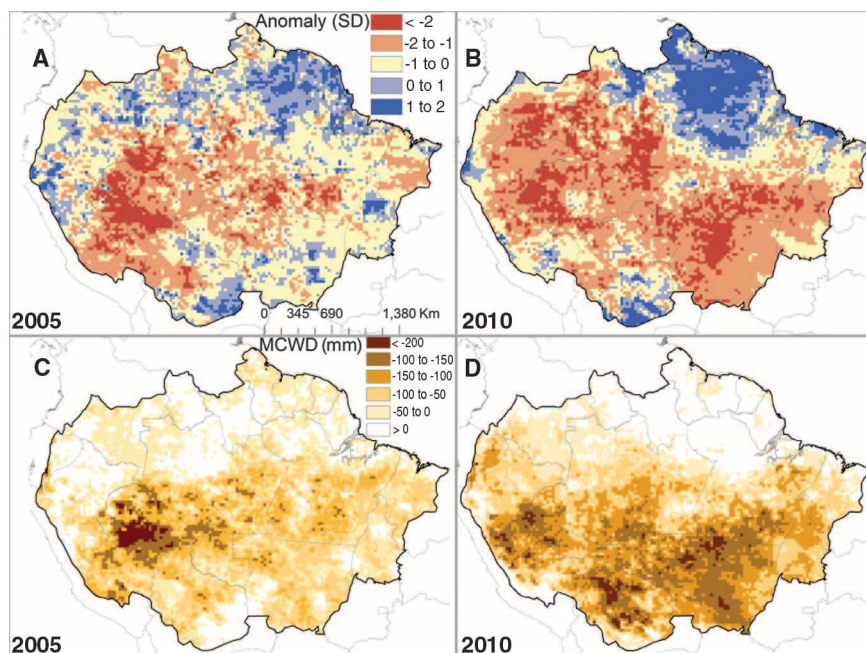 A
Anomaly (SD)
< -2
-2 to -1
-1 to 0
0 to 1
1 to 2
B
2005
0 345 690 1,380 Km
2010
C
MCWD (mm)
< -200
-100 to -150
-150 to -100
-100 to -50
-50 to 0
> 0
D
2005
2010